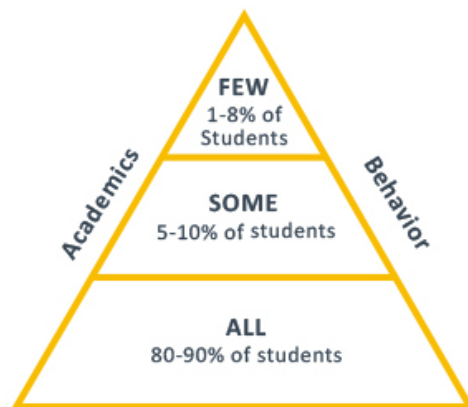 FEW
1-8% of
Students
Academics
Behavior
SOME
5-10% of students
ALL
80-90% of students